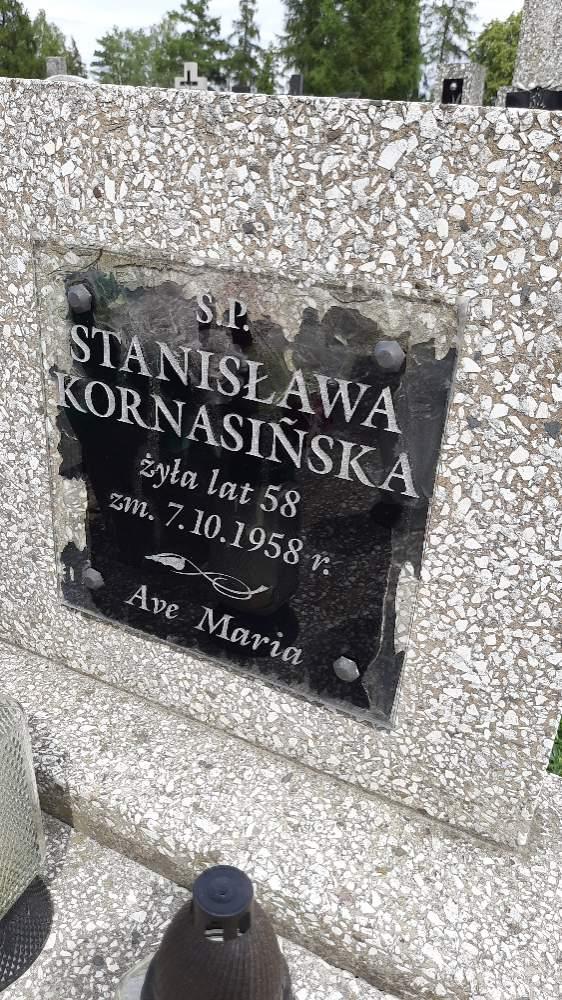 Ś.P.
STANISŁAWA
KORNASIŃSKA
żyła lat 58
zm. 7.10.1958 r.
Ave Maria